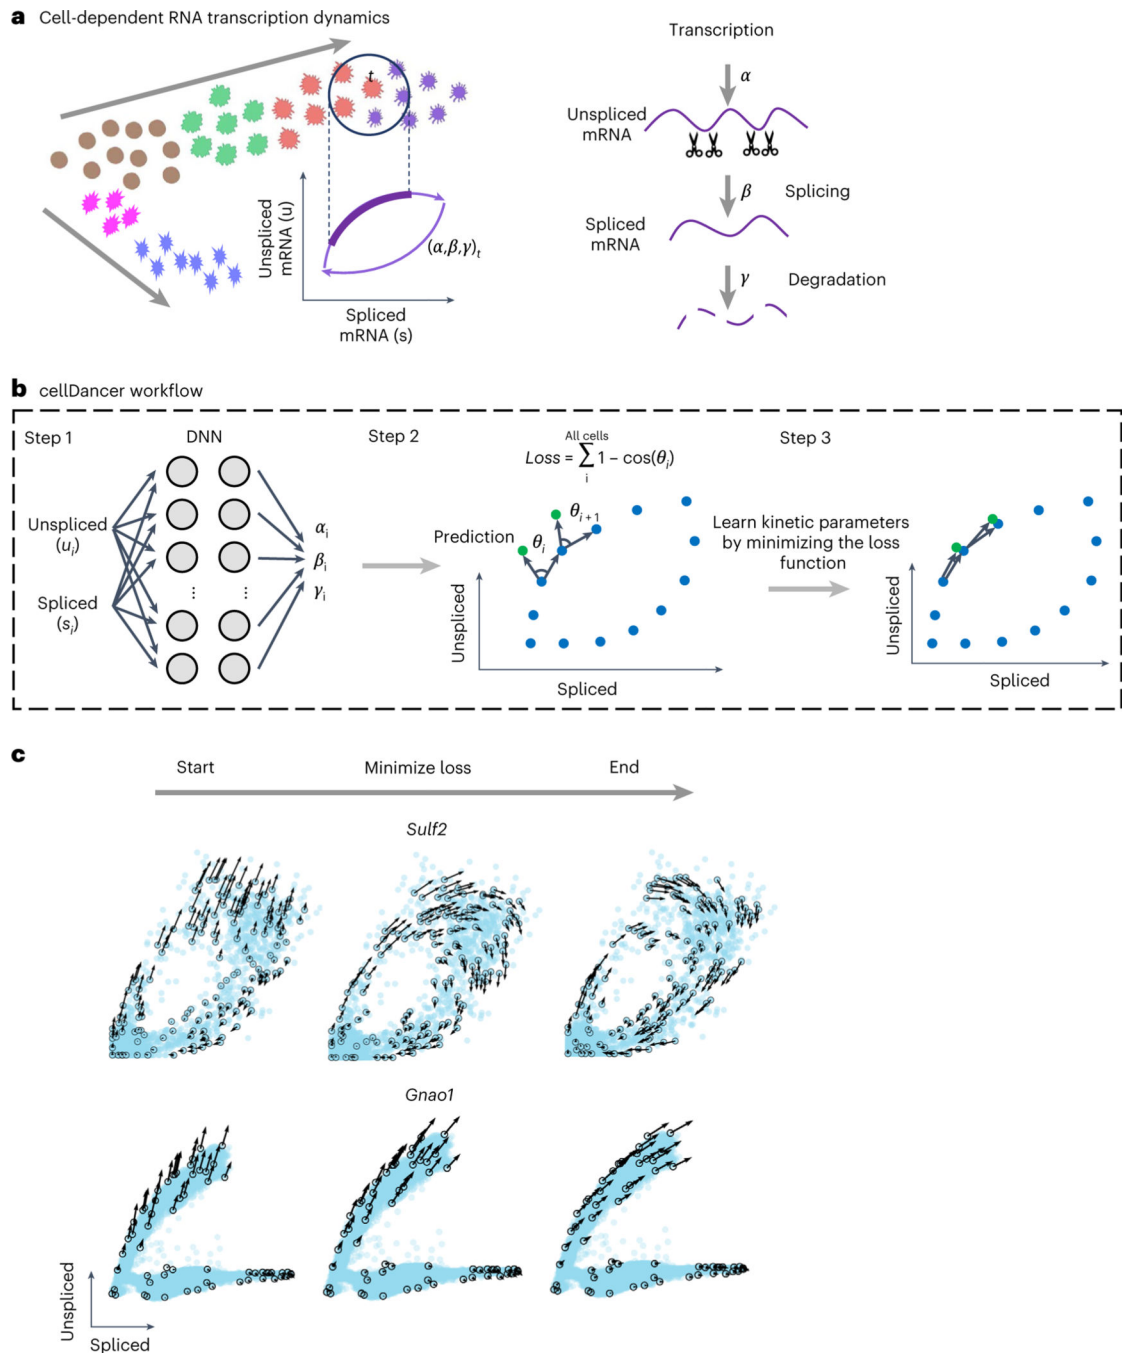 a Cell-dependent RNA transcription dynamics
t
Unspliced
mRNA (u)
(α,β,γ)t
Spliced
mRNA (s)
Transcription
α
Unspliced
mRNA
β Splicing
Spliced
mRNA
γ Degradation
b cellDancer workflow
Step 1
DNN
Unspliced
(ui)
Spliced
(si)
... ...
αi
βi
γi
Step 2
All cells
Loss = ∑ 1 – cos(θi)
i
Prediction
θi
θi + 1
Unspliced
Spliced
Step 3
Learn kinetic parameters
by minimizing the loss
function
Unspliced
Spliced
c
Start Minimize loss End
Sulf2
Gnao1
Unspliced
Spliced